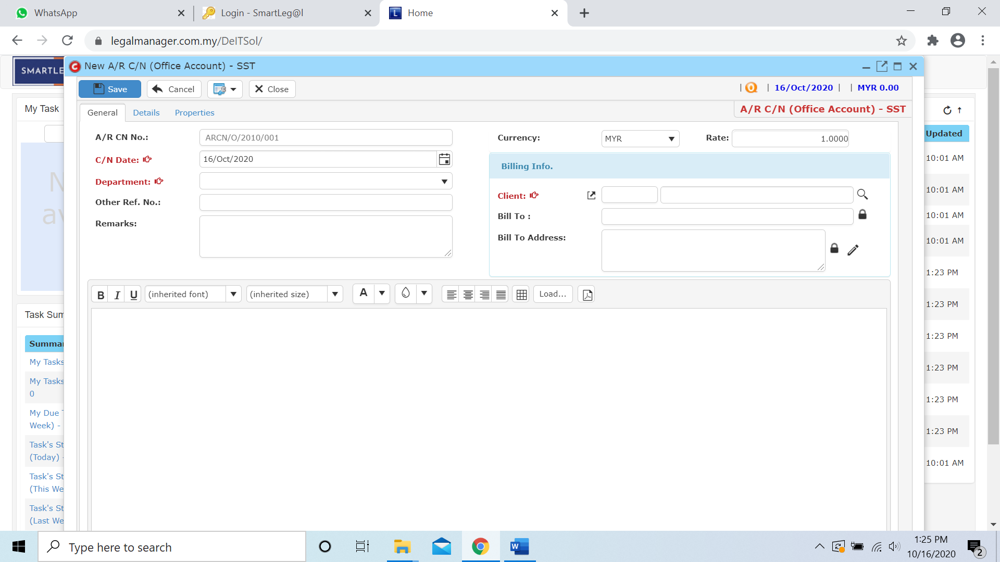 WhatsApp
Login - SmartLeg@l
Home
legalmanager.com.my/DeITSol/
SMARTLE
New A/R C/N (Office Account) - SST
Save
Cancel
Close
| | 16/Oct/2020 | | MYR 0.00
General
Details
Properties
A/R C/N (Office Account) - SST
A/R CN No.:
ARCN/O/2010/001
C/N Date:
16/Oct/2020
Department:
Other Ref. No.:
Remarks:
Currency:
MYR
Rate:
1.0000
Billing Info.
Client:
Bill To :
Bill To Address:
B I U
(inherited font)
(inherited size)
A
Load...
My Task
N
av
Task Sum
Summar
My Tasks
My Tasks
0
My Due T
Week) -
Task's St
(Today) -
Task's St
(This We
Task's St
(Last We
Updated
10:01 AM
10:01 AM
10:01 AM
10:01 AM
1:23 PM
1:23 PM
1:23 PM
1:23 PM
1:23 PM
1:23 PM
10:01 AM
Type here to search
1:25 PM
10/16/2020
2